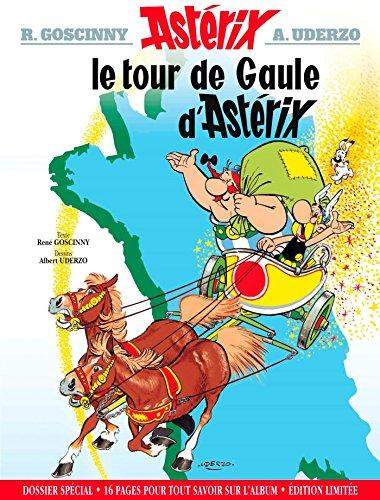 R. GOSCINNY Astérix A. UDERZO
le tour de Gaule
d'Astérix
Texte
René GOSCINNY
Dessins
Albert UDERZO
UDERZO
DOSSIER SPÉCIAL • 16 PAGES POUR TOUT SAVOIR SUR L'ALBUM • ÉDITION LIMITÉE